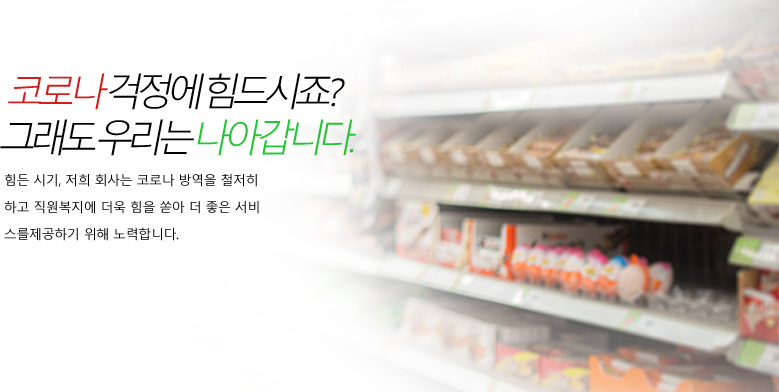 코로나 걱정에 힘드시죠?
그래도 우리는 나아갑니다.
힘든 시기, 저희 회사는 코로나 방역을 철저히
하고 직원복지에 더욱 힘을 쏟아 더 좋은 서비
스를제공하기 위해 노력합니다.